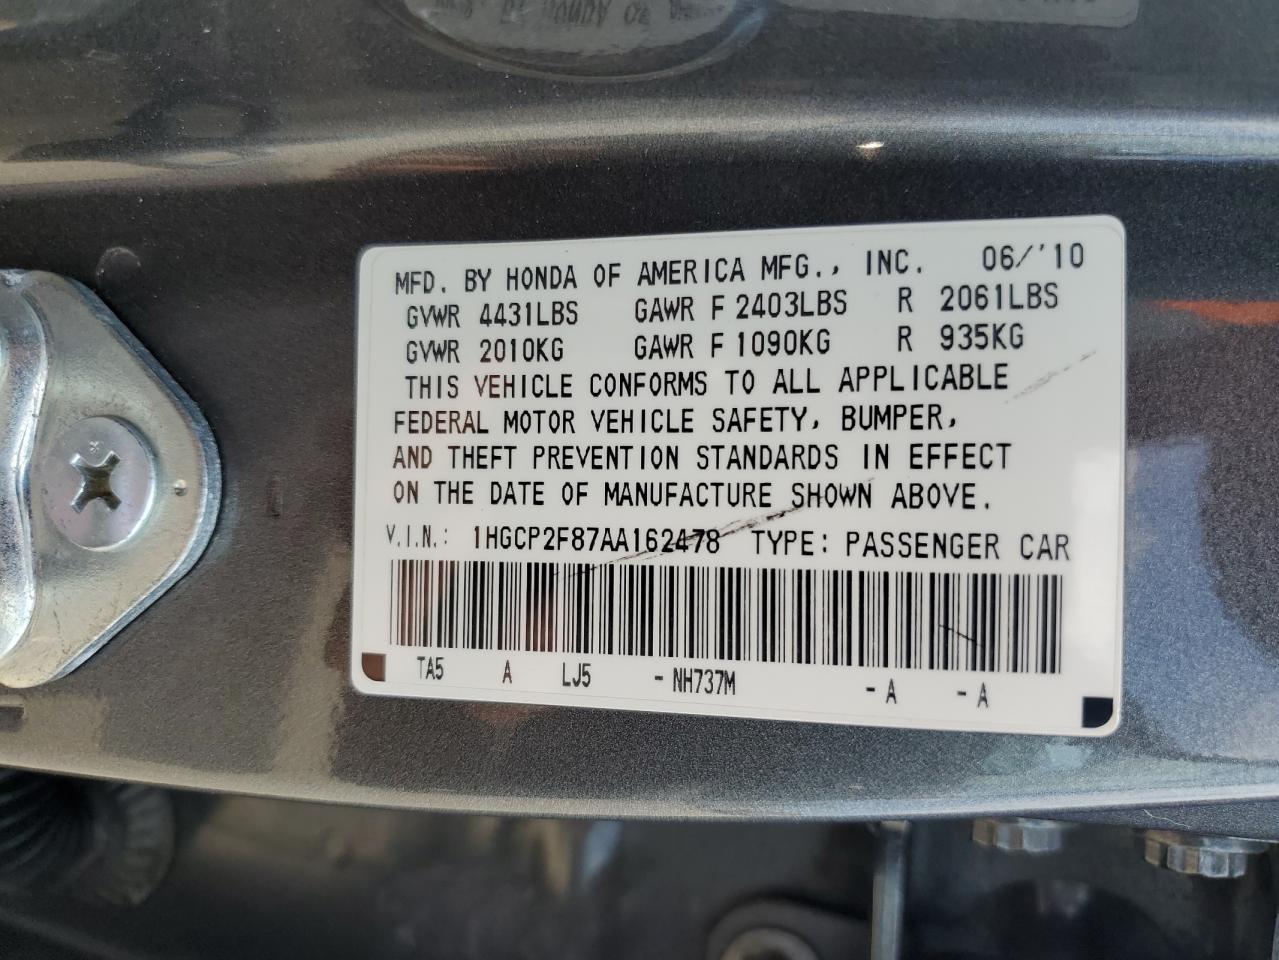 MFD. BY HONDA OF AMERICA MFG., INC. 06/'10
GVWR 4431LBS GAWR F 2403LBS R 2061LBS
GVWR 2010KG GAWR F 1090KG R 935KG
THIS VEHICLE CONFORMS TO ALL APPLICABLE
FEDERAL MOTOR VEHICLE SAFETY, BUMPER,
AND THEFT PREVENTION STANDARDS IN EFFECT
ON THE DATE OF MANUFACTURE SHOWN ABOVE.
V.I.N.: 1HGCP2F87AA162478 TYPE: PASSENGER CAR
TA5 A LJ5 - NH737M - A - A